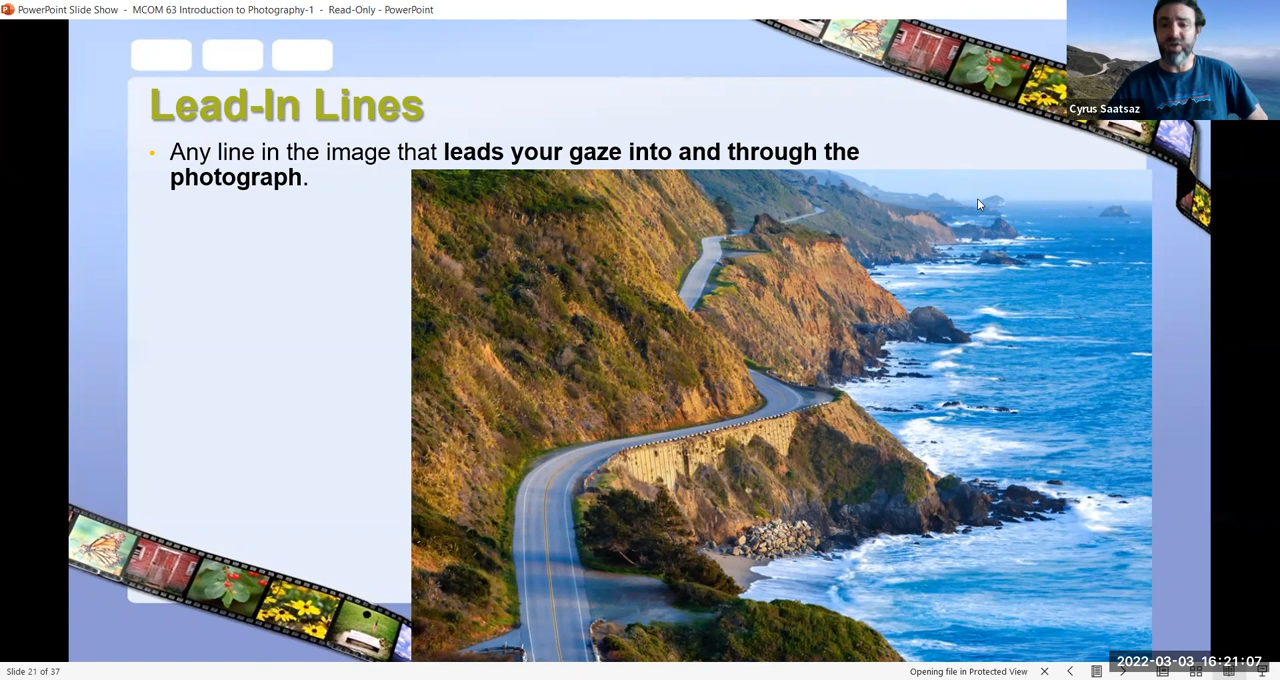 PowerPoint Slide Show - MCOM 63 Introduction to Photography-1 - Read-Only - PowerPoint
Cyrus Saatsaz
Lead-In Lines
• Any line in the image that leads your gaze into and through the
photograph.
Slide 21 of 37
Opening file in Protected View
2022-03-03 16:21:07